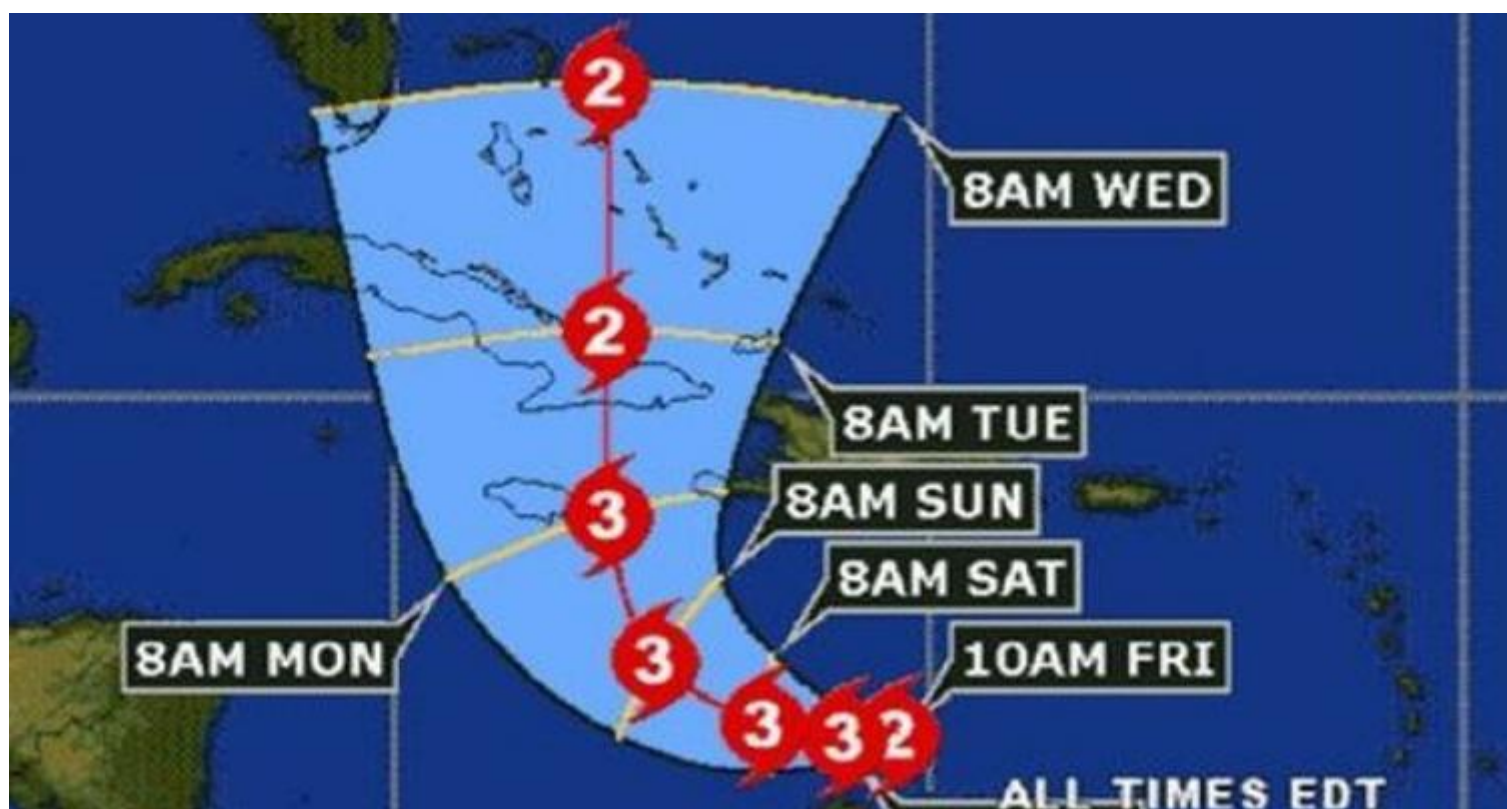 2
8AM WED
2
8AM TUE
3
8AM SUN
8AM SAT
8AM MON
3
10AM FRI
3
3
2
ALL TIMES EDT